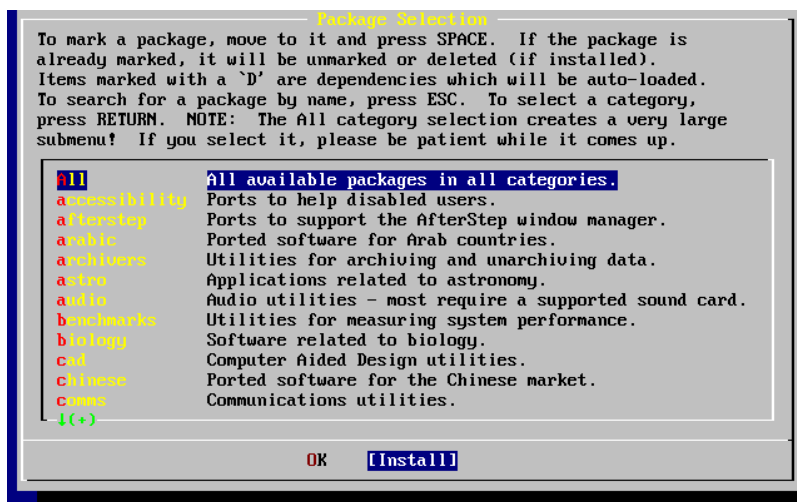 Package Selection
To mark a package, move to it and press SPACE.  If the package is
already marked, it will be unmarked or deleted (if installed).
Items marked with a `D' are dependencies which will be auto-loaded.
To search for a package by name, press ESC.  To select a category,
press RETURN.  NOTE:  The All category selection creates a very large
submenu!  If you select it, please be patient while it comes up.
All All available packages in all categories.
accessibility Ports to help disabled users.
afterstep Ports to support the AfterStep window manager.
arabic Ported software for Arab countries.
archivers Utilities for archiving and unarchiving data.
astro Applications related to astronomy.
audio Audio utilities - most require a supported sound card.
benchmarks Utilities for measuring system performance.
biology Software related to biology.
cad Computer Aided Design utilities.
chinese Ported software for the Chinese market.
comms Communications utilities.
↓(+)
OK [Install]